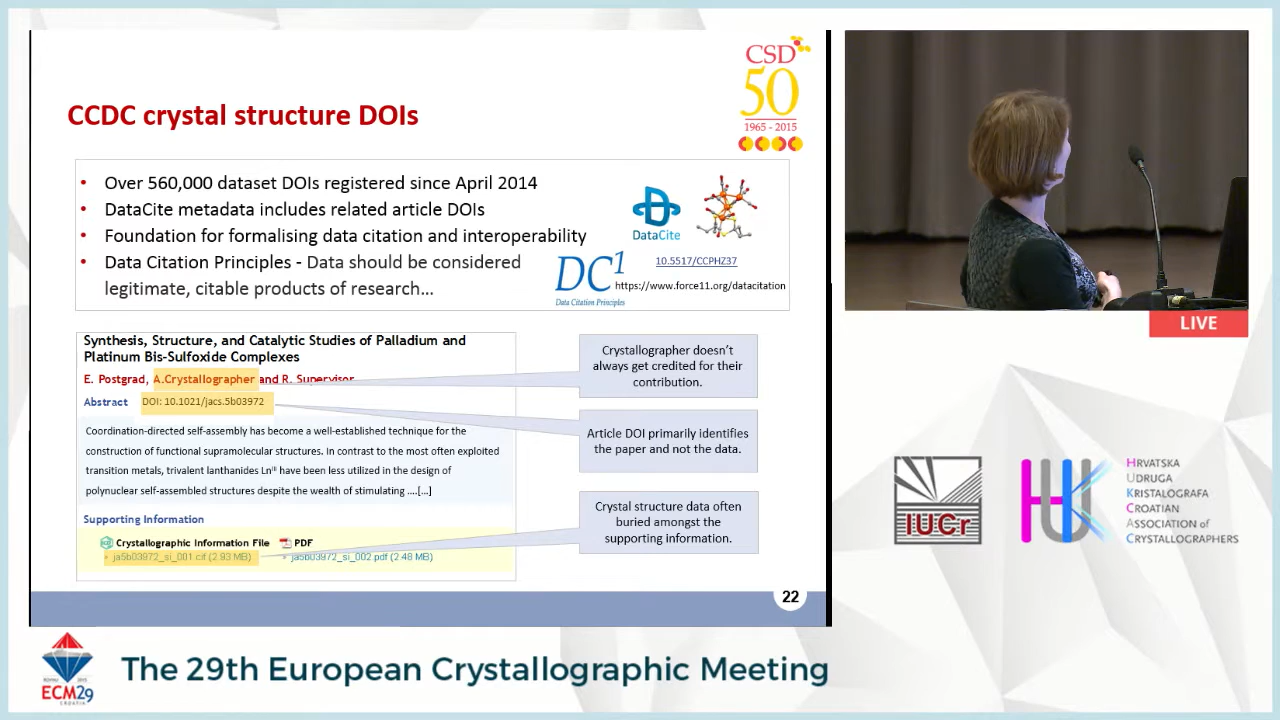 CSD
50
1965 - 2015
CCDC crystal structure DOIs
• Over 560,000 dataset DOIs registered since April 2014
• DataCite metadata includes related article DOIs
• Foundation for formalising data citation and interoperability
• Data Citation Principles - Data should be considered
legitimate, citable products of research...
DataCite
10.5517/CCPHZ37
DC1
Data Citation Principles
https://www.force11.org/datacitation
Synthesis, Structure, and Catalytic Studies of Palladium and
Platinum Bis-Sulfoxide Complexes
E. Postgrad, A.Crystallographer and R. Supervisor
Abstract DOI: 10.1021/jacs.5b03972
Coordination-directed self-assembly has become a well-established technique for the
construction of functional supramolecular structures. In contrast to the most often exploited
transition metals, trivalent lanthanides Lnᴵᴵᴵ have been less utilized in the design of
polynuclear self-assembled structures despite the wealth of stimulating ....[...]
Supporting Information
Crystallographic Information File PDF
• ja5b03972_si_001.cif (2.93 MB) • ja5b03972_si_002.pdf (2.48 MB)
Crystallographer doesn't
always get credited for their
contribution.
Article DOI primarily identifies
the paper and not the data.
Crystal structure data often
buried amongst the
supporting information.
22
LIVE
IUCr
HRVATSKA
UDRUGA
KRISTALOGRAFA
CROATIAN
ASSOCIATION of
CRYSTALLOGRAPHERS
ECM29
CROATIA
The 29th European Crystallographic Meeting